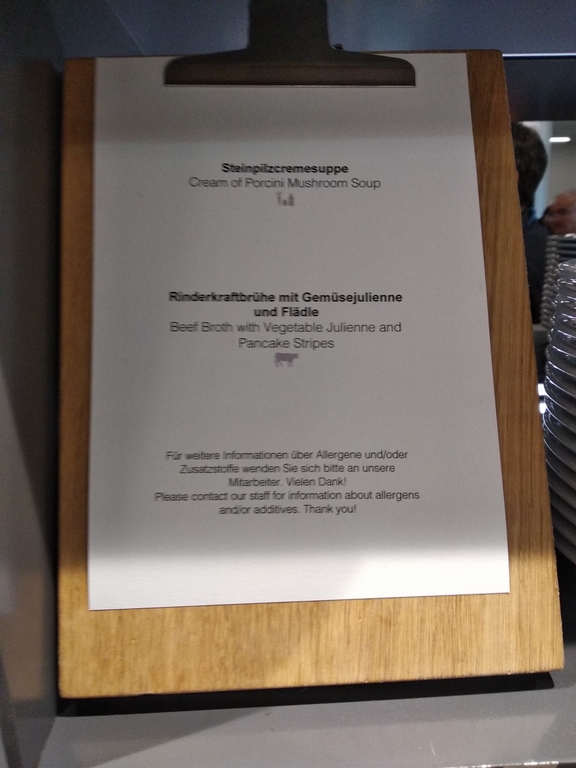 Steinpilzcremesuppe
Cream of Porcini Mushroom Soup
Rinderkraftbrühe mit Gemüsejulienne
und Flädle
Beef Broth with Vegetable Julienne and
Pancake Stripes
Für weitere Informationen über Allergene und/oder
Zusatzstoffe wenden Sie sich bitte an unsere
Mitarbeiter. Vielen Dank!
Please contact our staff for information about allergens
and/or additives. Thank you!